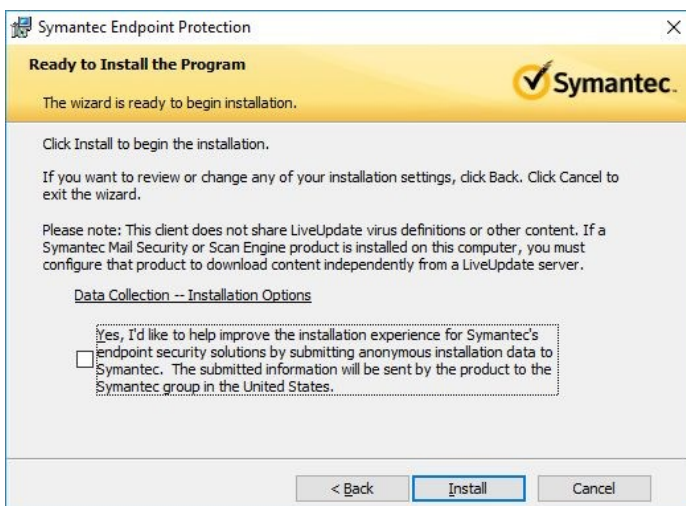 Symantec Endpoint Protection
Ready to Install the Program
The wizard is ready to begin installation.
Symantec.
Click Install to begin the installation.
If you want to review or change any of your installation settings, click Back. Click Cancel to
exit the wizard.
Please note: This client does not share LiveUpdate virus definitions or other content. If a
Symantec Mail Security or Scan Engine product is installed on this computer, you must
configure that product to download content independently from a LiveUpdate server.
Data Collection -- Installation Options
Yes, I'd like to help improve the installation experience for Symantec's
endpoint security solutions by submitting anonymous installation data to
Symantec. The submitted information will be sent by the product to the
Symantec group in the United States.
< Back
Install
Cancel